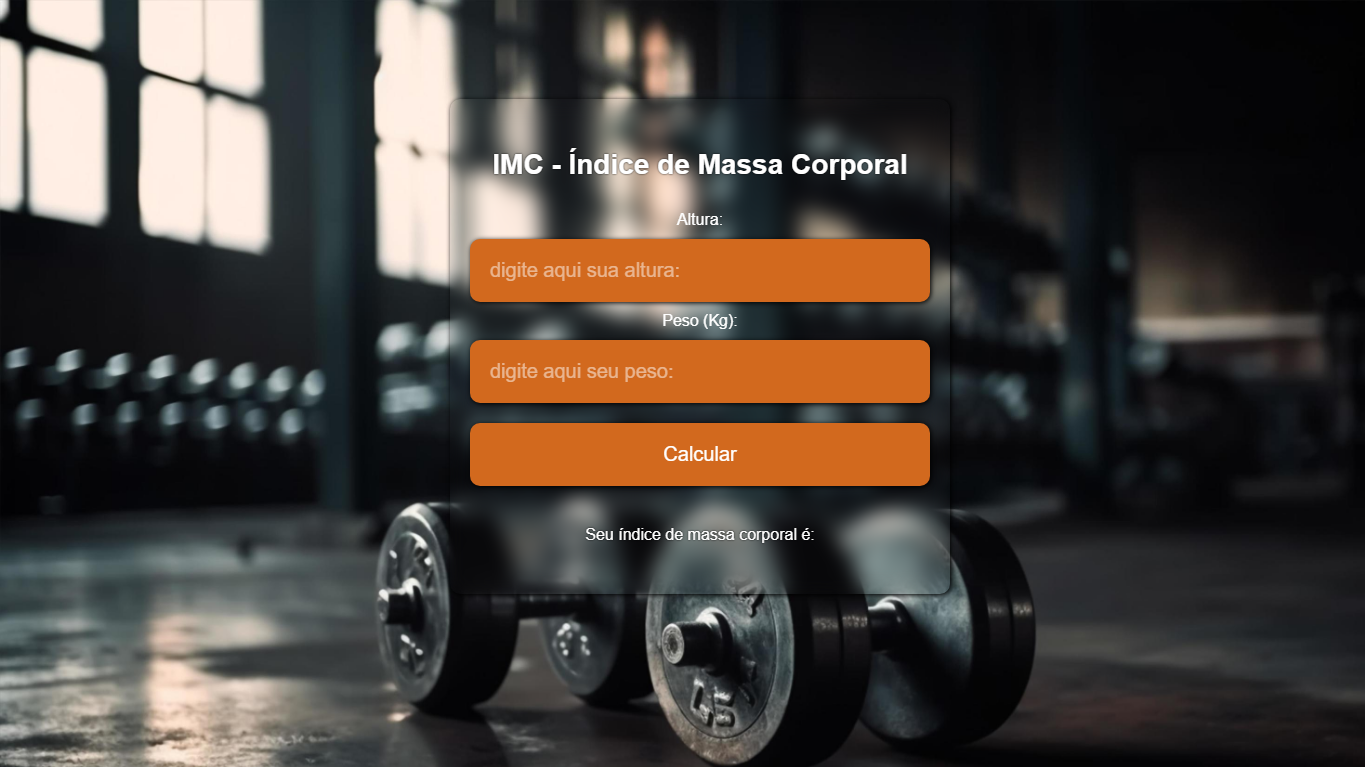 IMC - Índice de Massa Corporal
Altura:
digite aqui sua altura:
Peso (Kg):
digite aqui seu peso:
Calcular
Seu índice de massa corporal é: